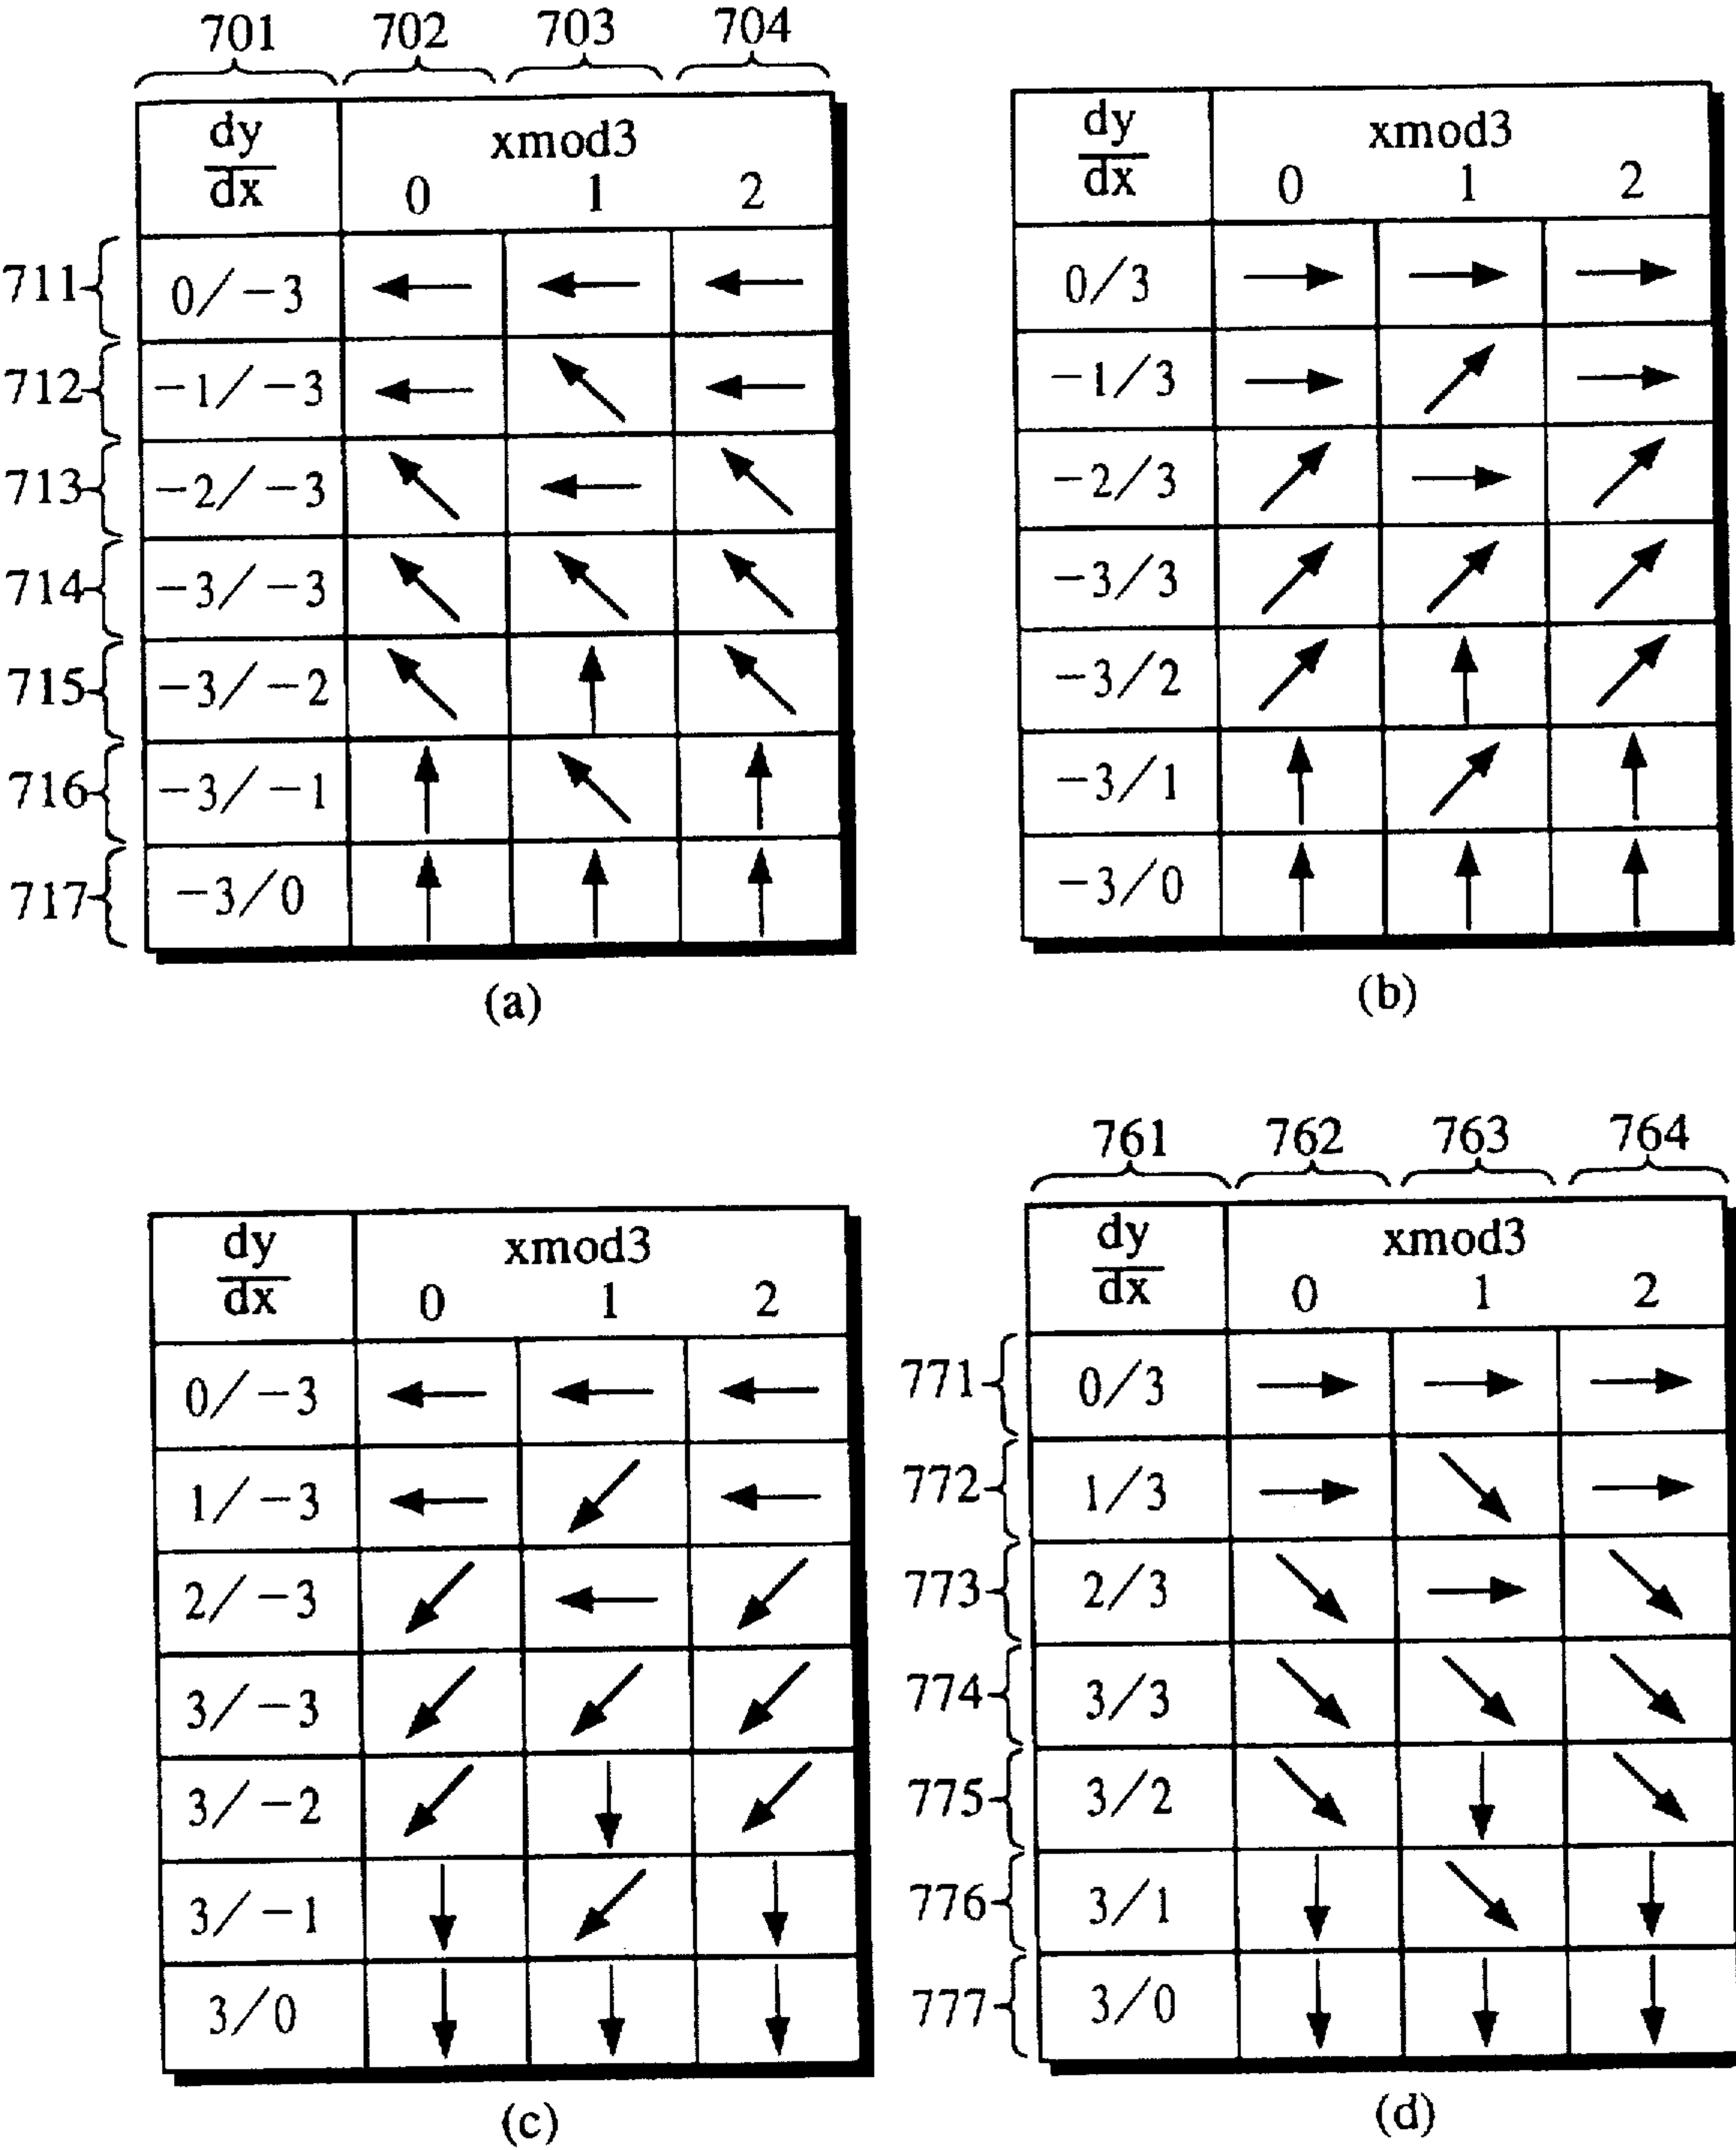 701 702 703 704
dy/dx xmod3
0 1 2
711 0/−3 ← ← ←
712 −1/−3 ← ↖ ←
713 −2/−3 ↖ ← ↖
714 −3/−3 ↖ ↖ ↖
715 −3/−2 ↖ ↑ ↖
716 −3/−1 ↑ ↖ ↑
717 −3/0 ↑ ↑ ↑
(a)
dy/dx xmod3
0 1 2
0/3 → → →
−1/3 → ↗ →
−2/3 ↗ → ↗
−3/3 ↗ ↗ ↗
−3/2 ↗ ↑ ↗
−3/1 ↑ ↗ ↑
−3/0 ↑ ↑ ↑
(b)
dy/dx xmod3
0 1 2
0/−3 ← ← ←
1/−3 ← ↙ ←
2/−3 ↙ ← ↙
3/−3 ↙ ↙ ↙
3/−2 ↙ ↓ ↙
3/−1 ↓ ↙ ↓
3/0 ↓ ↓ ↓
(c)
761 762 763 764
dy/dx xmod3
0 1 2
771 0/3 → → →
772 1/3 → ↘ →
773 2/3 ↘ → ↘
774 3/3 ↘ ↘ ↘
775 3/2 ↘ ↓ ↘
776 3/1 ↓ ↘ ↓
777 3/0 ↓ ↓ ↓
(d)